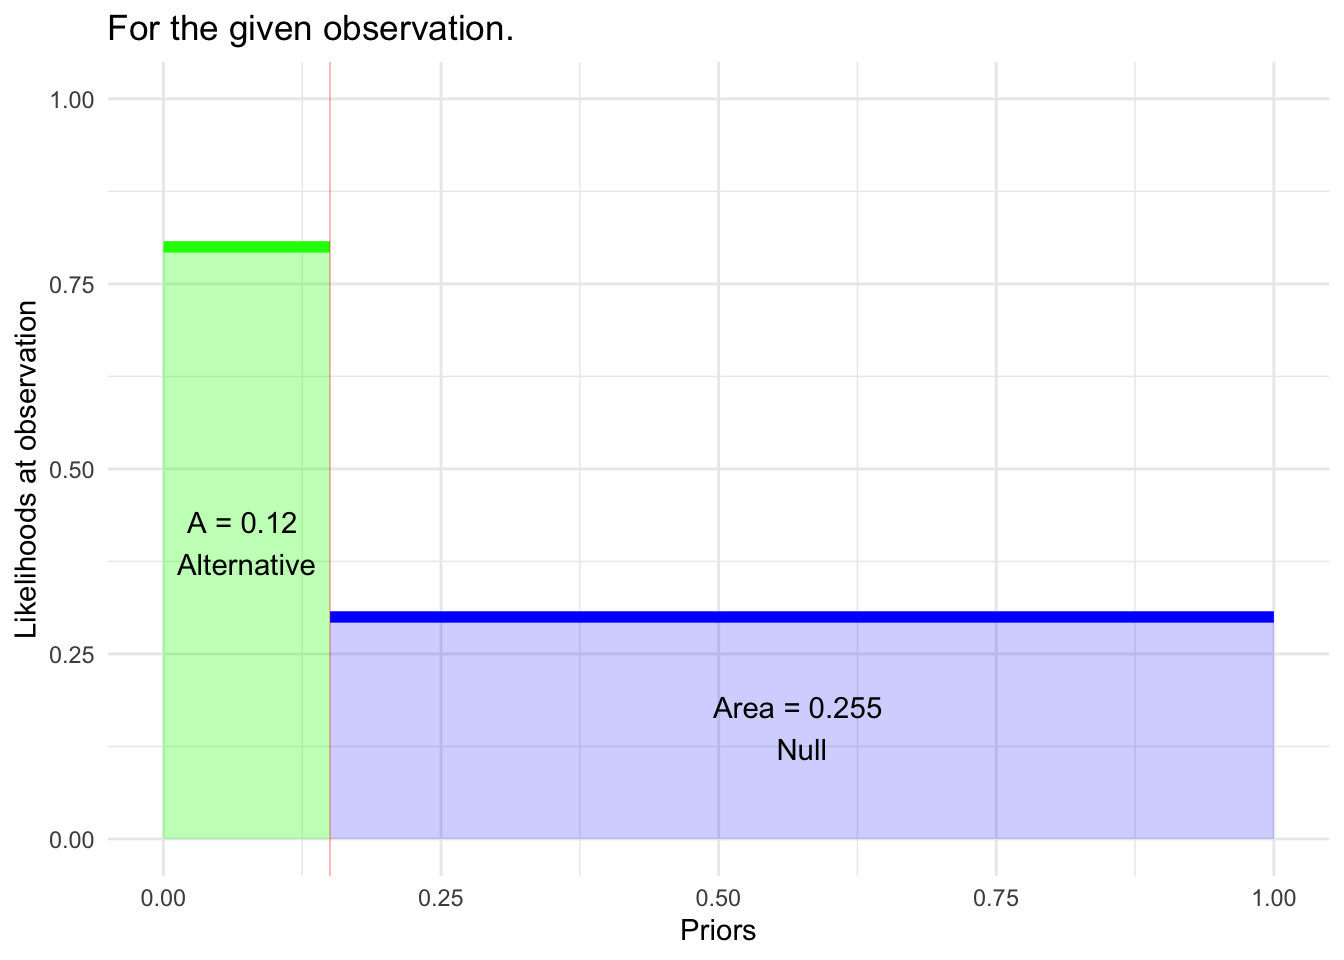 For the given observation.
1.00
0.75
0.50
0.25
0.00
Likelihoods at observation
A = 0.12
Alternative
Area = 0.255
Null
0.00 0.25 0.50 0.75 1.00
Priors